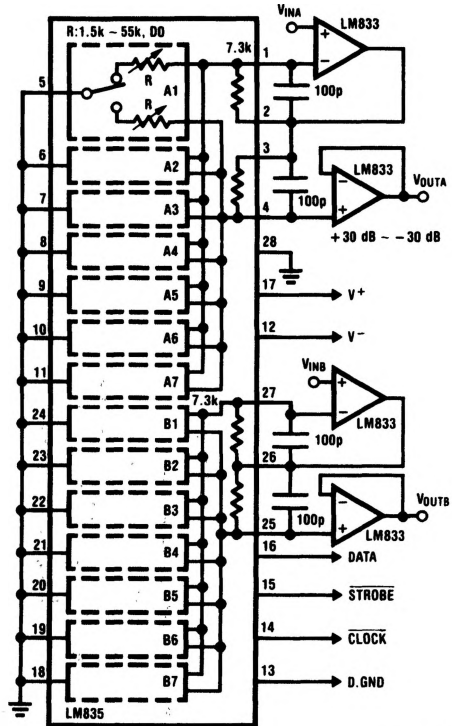 R:1.5k ~ 55k, D0
VINA
LM833
7.3k
1
+
−
5
R
A1
R
100p
2
6
A2
3
LM833
7
A3
100p
−
4
+
VOUTA
8
A4
28
+30 dB ~ −30 dB
9
A5
17
V+
10
A6
12
V−
11
A7
VINB
7.3k
27
+
−
24
B1
100p
LM833
23
B2
26
22
B3
100p
−
25
+
VOUTB
LM833
21
B4
16
DATA
20
B5
15
STROBE
19
B6
14
CLOCK
18
B7
13
D.GND
LM835